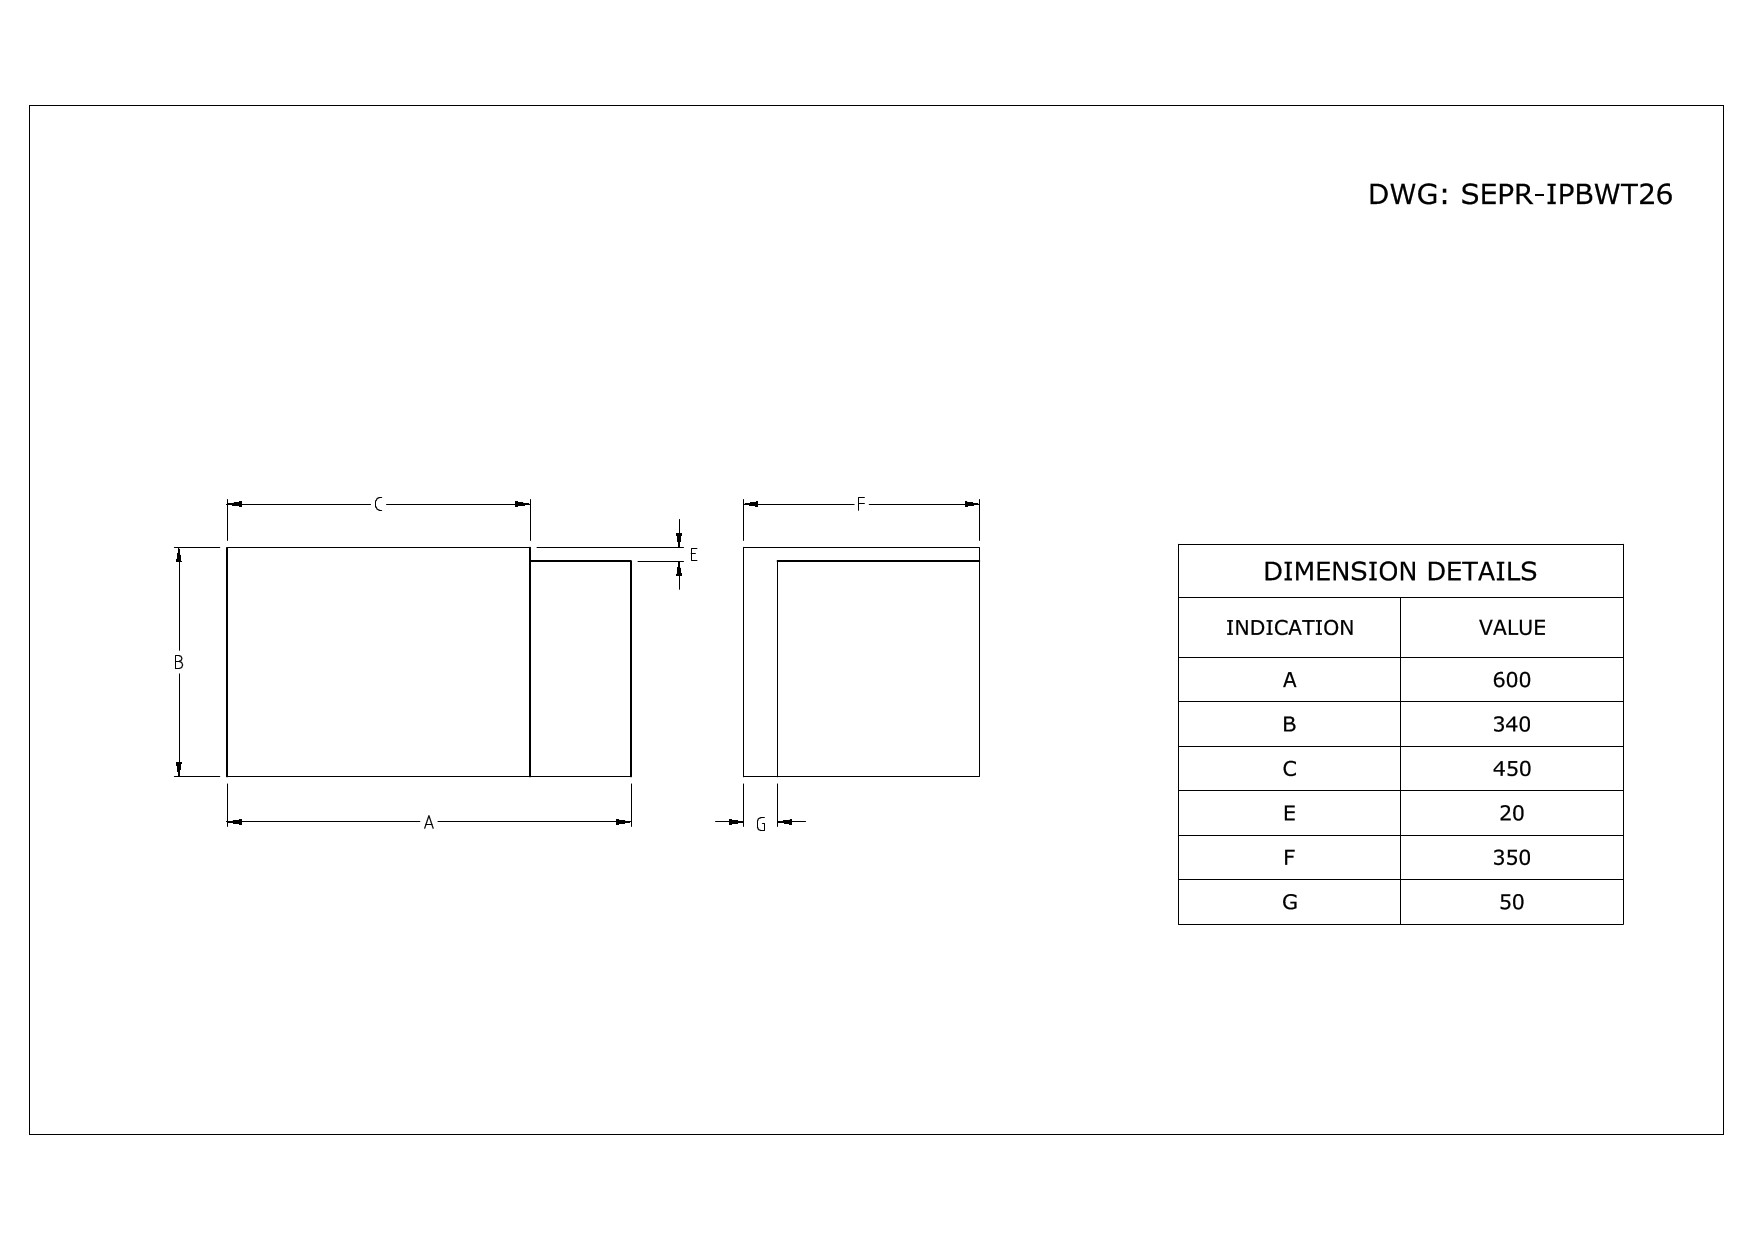 DWG: SEPR-IPBWT26
C
F
E
B
A
G
DIMENSION DETAILS
INDICATION VALUE
A 600
B 340
C 450
E 20
F 350
G 50